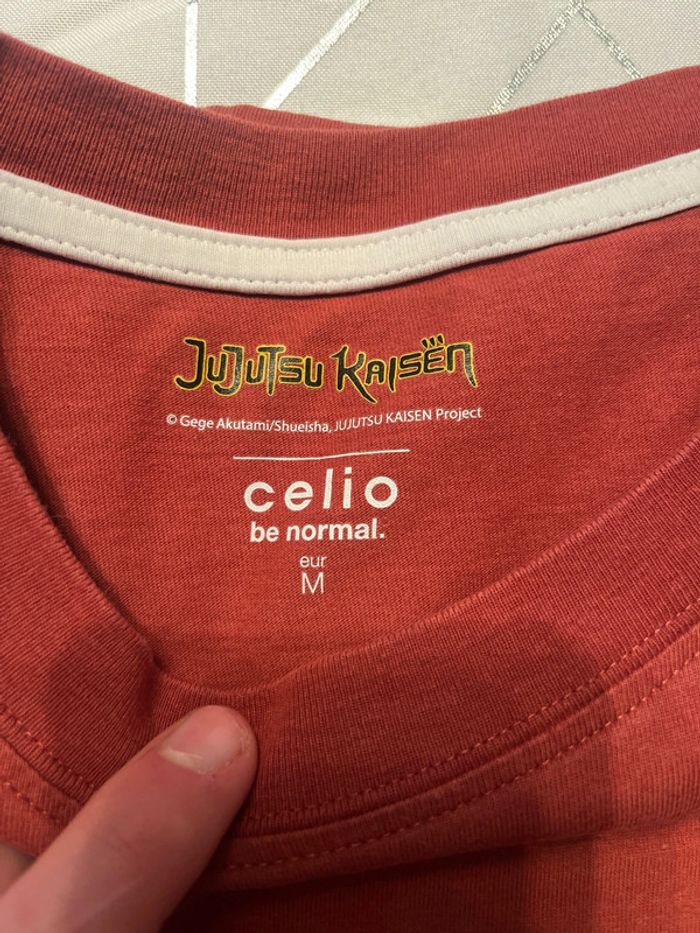 JUJUTSU KAISEN
© Gege Akutami/Shueisha, JUJUTSU KAISEN Project
celio
be normal.
eur
M